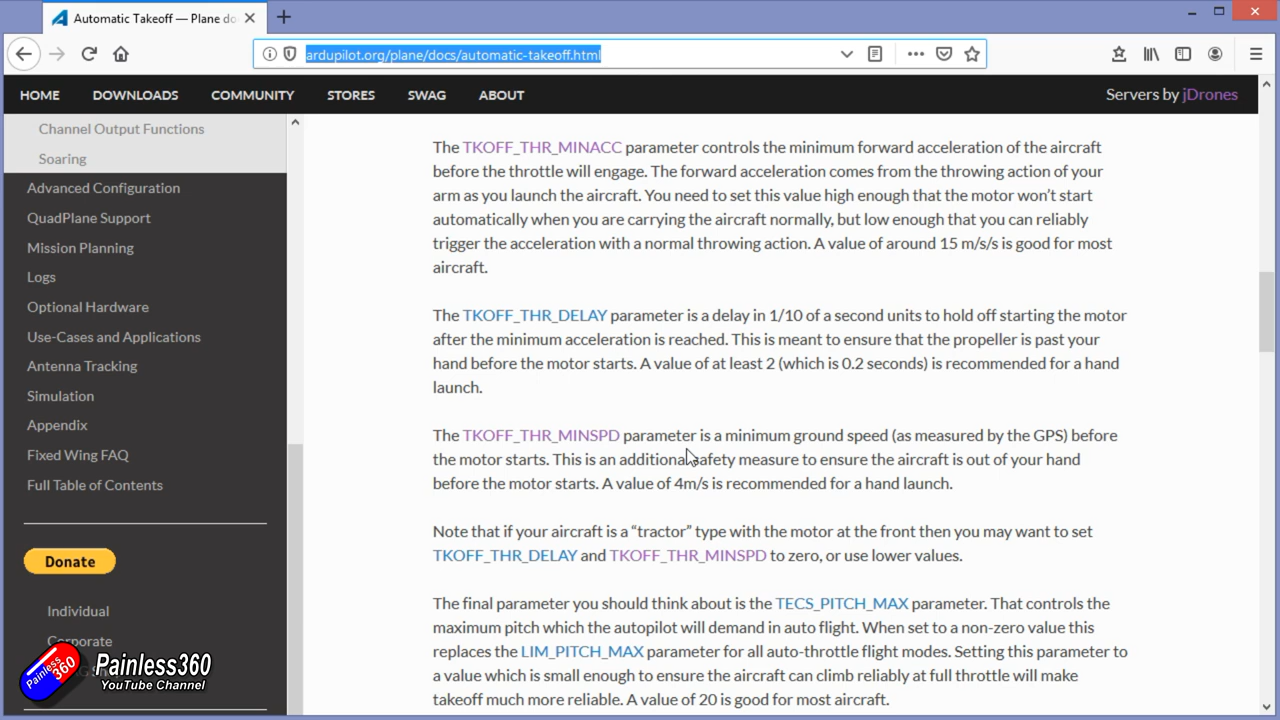 Automatic Takeoff — Plane do
ardupilot.org/plane/docs/automatic-takeoff.html
HOME DOWNLOADS COMMUNITY STORES SWAG ABOUT Servers by jDrones
Channel Output Functions
Soaring
Advanced Configuration
QuadPlane Support
Mission Planning
Logs
Optional Hardware
Use-Cases and Applications
Antenna Tracking
Simulation
Appendix
Fixed Wing FAQ
Full Table of Contents
Donate
Individual
Corporate
Painless360
Painless360
YouTube Channel
The TKOFF_THR_MINACC parameter controls the minimum forward acceleration of the aircraft
before the throttle will engage. The forward acceleration comes from the throwing action of your
arm as you launch the aircraft. You need to set this value high enough that the motor won’t start
automatically when you are carrying the aircraft normally, but low enough that you can reliably
trigger the acceleration with a normal throwing action. A value of around 15 m/s/s is good for most
aircraft.
The TKOFF_THR_DELAY parameter is a delay in 1/10 of a second units to hold off starting the motor
after the minimum acceleration is reached. This is meant to ensure that the propeller is past your
hand before the motor starts. A value of at least 2 (which is 0.2 seconds) is recommended for a hand
launch.
The TKOFF_THR_MINSPD parameter is a minimum ground speed (as measured by the GPS) before
the motor starts. This is an additional safety measure to ensure the aircraft is out of your hand
before the motor starts. A value of 4m/s is recommended for a hand launch.
Note that if your aircraft is a “tractor” type with the motor at the front then you may want to set
TKOFF_THR_DELAY and TKOFF_THR_MINSPD to zero, or use lower values.
The final parameter you should think about is the TECS_PITCH_MAX parameter. That controls the
maximum pitch which the autopilot will demand in auto flight. When set to a non-zero value this
replaces the LIM_PITCH_MAX parameter for all auto-throttle flight modes. Setting this parameter to
a value which is small enough to ensure the aircraft can climb reliably at full throttle will make
takeoff much more reliable. A value of 20 is good for most aircraft.